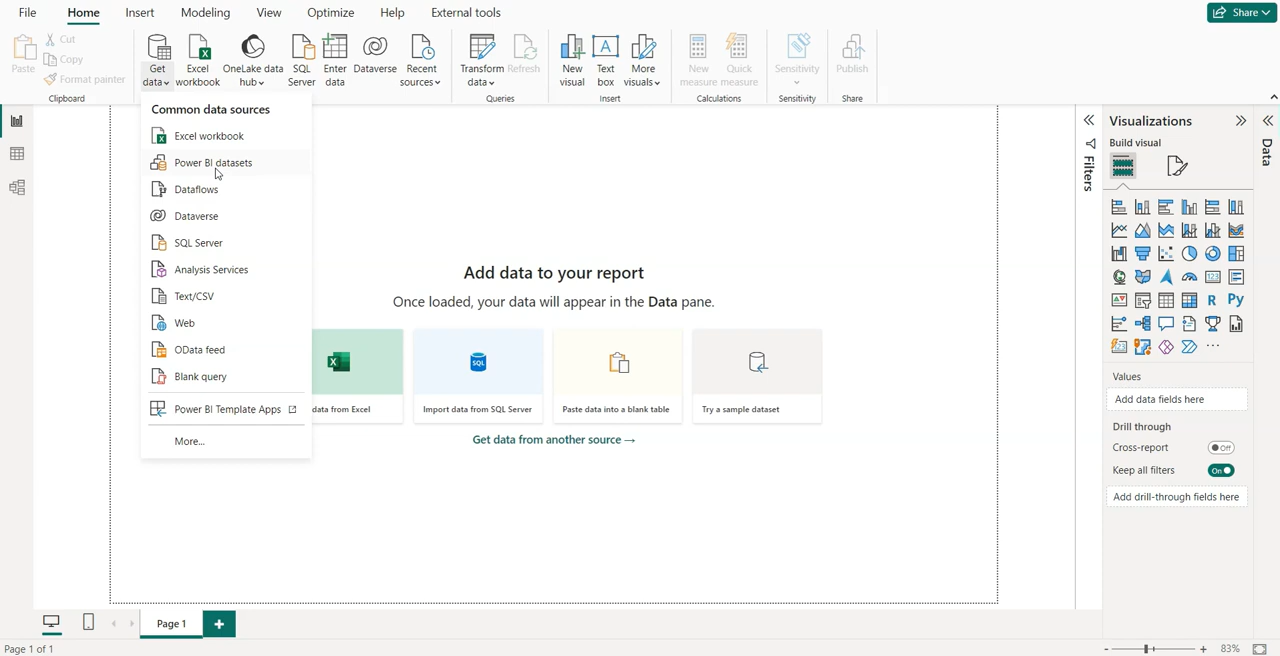 File Home Insert Modeling View Optimize Help External tools Share
Paste Cut Copy Format painter
Get data Excel workbook OneLake data hub SQL Server Enter data Dataverse Recent sources
Transform data Refresh
New visual Text box More visuals
New measure Quick measure
Sensitivity
Publish
Clipboard Queries Insert Calculations Sensitivity Share
Common data sources
Excel workbook
Power BI datasets
Dataflows
Dataverse
SQL Server
Analysis Services
Text/CSV
Web
OData feed
Blank query
Power BI Template Apps
More...
Add data to your report
Once loaded, your data will appear in the Data pane.
SQL
data from Excel
Import data from SQL Server
Paste data into a blank table
Try a sample dataset
Get data from another source →
Filters
Visualizations
Build visual
123
R
Py
123
...
Values
Add data fields here
Drill through
Cross-report Off
Keep all filters On
Add drill-through fields here
Data
Page 1
+
Page 1 of 1
- + 83%